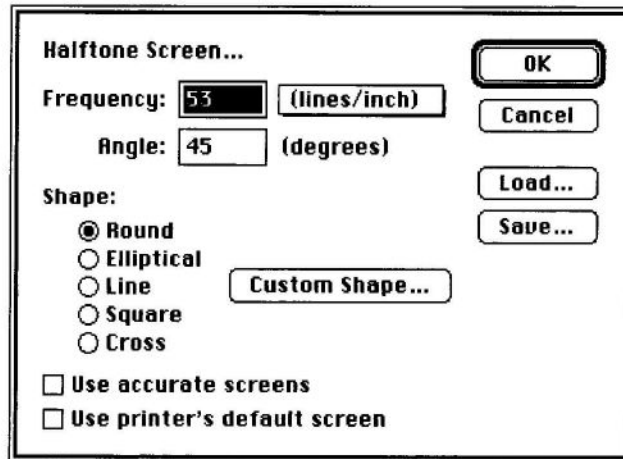 Halftone Screen...
OK
Frequency: 53 (lines/inch)
Cancel
Angle: 45 (degrees)
Load...
Shape:
Save...
Round
Elliptical
Line
Custom Shape...
Square
Cross
Use accurate screens
Use printer's default screen